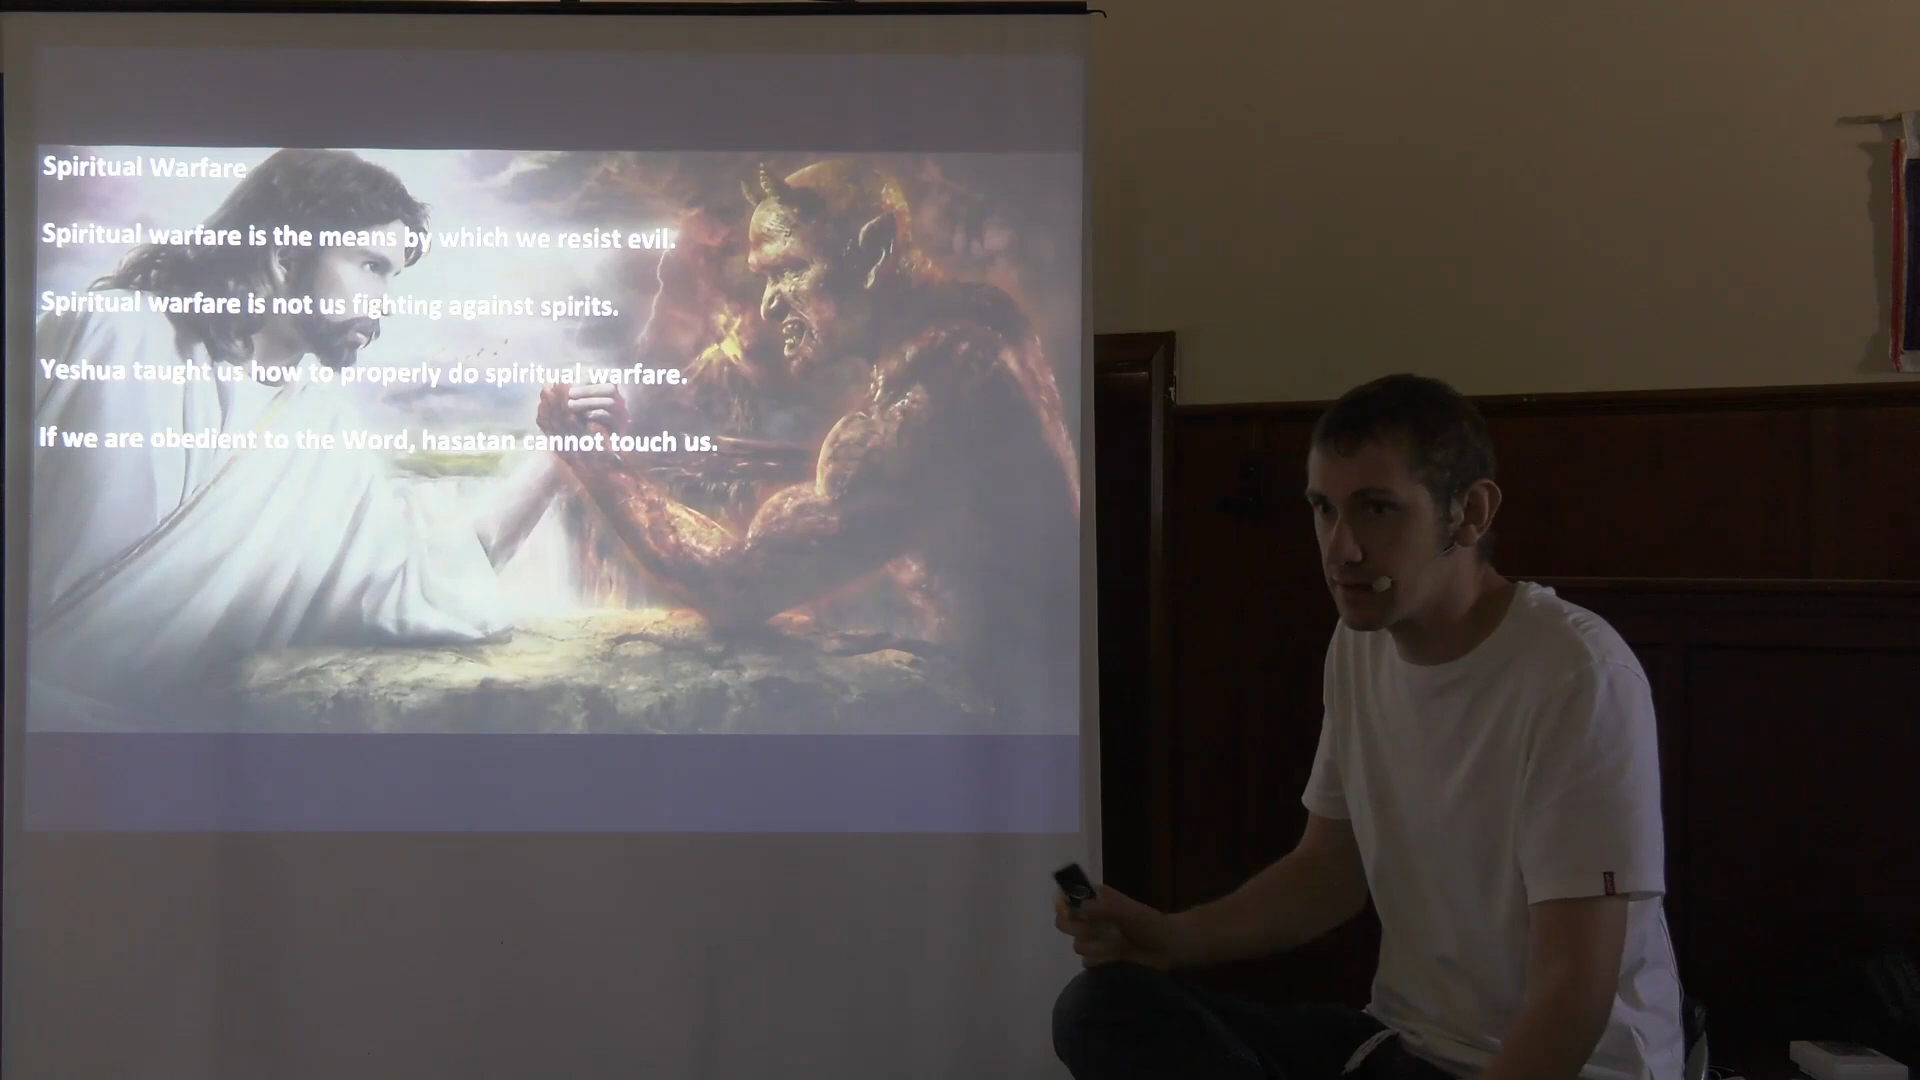 Spiritual Warfare
Spiritual warfare is the means by which we resist evil.
Spiritual warfare is not us fighting against spirits.
Yeshua taught us how to properly do spiritual warfare.
If we are obedient to the Word, hasatan cannot touch us.